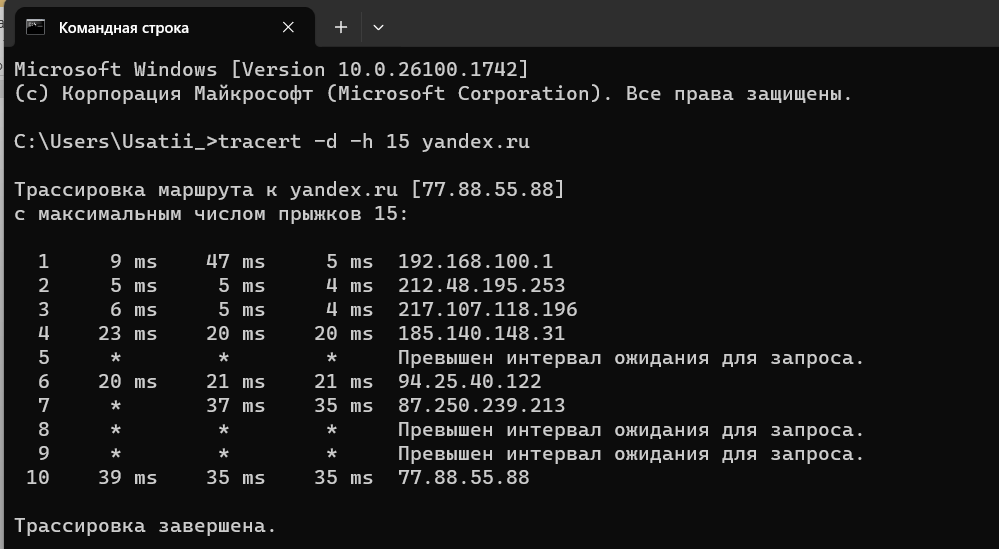 Командная строка
Microsoft Windows [Version 10.0.26100.1742]
(c) Корпорация Майкрософт (Microsoft Corporation). Все права защищены.
C:\Users\Usatii_>tracert -d -h 15 yandex.ru
Трассировка маршрута к yandex.ru [77.88.55.88]
с максимальным числом прыжков 15:
1 9 ms 47 ms 5 ms 192.168.100.1
2 5 ms 5 ms 4 ms 212.48.195.253
3 6 ms 5 ms 4 ms 217.107.118.196
4 23 ms 20 ms 20 ms 185.140.148.31
5 * * * Превышен интервал ожидания для запроса.
6 20 ms 21 ms 21 ms 94.25.40.122
7 * 37 ms 35 ms 87.250.239.213
8 * * * Превышен интервал ожидания для запроса.
9 * * * Превышен интервал ожидания для запроса.
10 39 ms 35 ms 35 ms 77.88.55.88
Трассировка завершена.